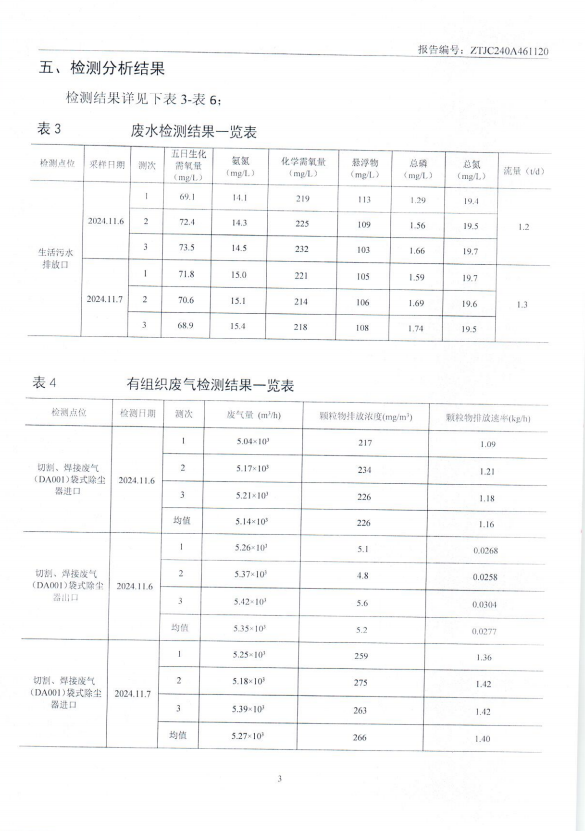 报告编号: ZTJC240A461120
五、检测分析结果
检测结果详见下表 3-表 6:
表 3 废水检测结果一览表
检测点位 采样日期 测次 五日生化需氧量（mg/L） 氨氮（mg/L） 化学需氧量（mg/L） 悬浮物（mg/L） 总磷（mg/L） 总氮（mg/L） 流量（t/d）
生活污水排放口 2024.11.6 1 69.1 14.1 219 113 1.29 19.4 1.2
2 72.4 14.3 225 109 1.56 19.5
3 73.5 14.5 232 103 1.66 19.7
2024.11.7 1 71.8 15.0 221 105 1.59 19.7 1.3
2 70.6 15.1 214 106 1.69 19.6
3 68.9 15.4 218 108 1.74 19.5
表 4 有组织废气检测结果一览表
检测点位 检测日期 测次 废气量 (m³/h) 颗粒物排放浓度(mg/m³) 颗粒物排放速率(kg/h)
切割、焊接废气（DA001）袋式除尘器进口 2024.11.6 1 5.04×10³ 217 1.09
2 5.17×10³ 234 1.21
3 5.21×10³ 226 1.18
均值 5.14×10³ 226 1.16
切割、焊接废气（DA001）袋式除尘器出口 2024.11.6 1 5.26×10³ 5.1 0.0268
2 5.37×10³ 4.8 0.0258
3 5.42×10³ 5.6 0.0304
均值 5.35×10³ 5.2 0.0277
切割、焊接废气（DA001）袋式除尘器进口 2024.11.7 1 5.25×10³ 259 1.36
2 5.18×10³ 275 1.42
3 5.39×10³ 263 1.42
均值 5.27×10³ 266 1.40
3